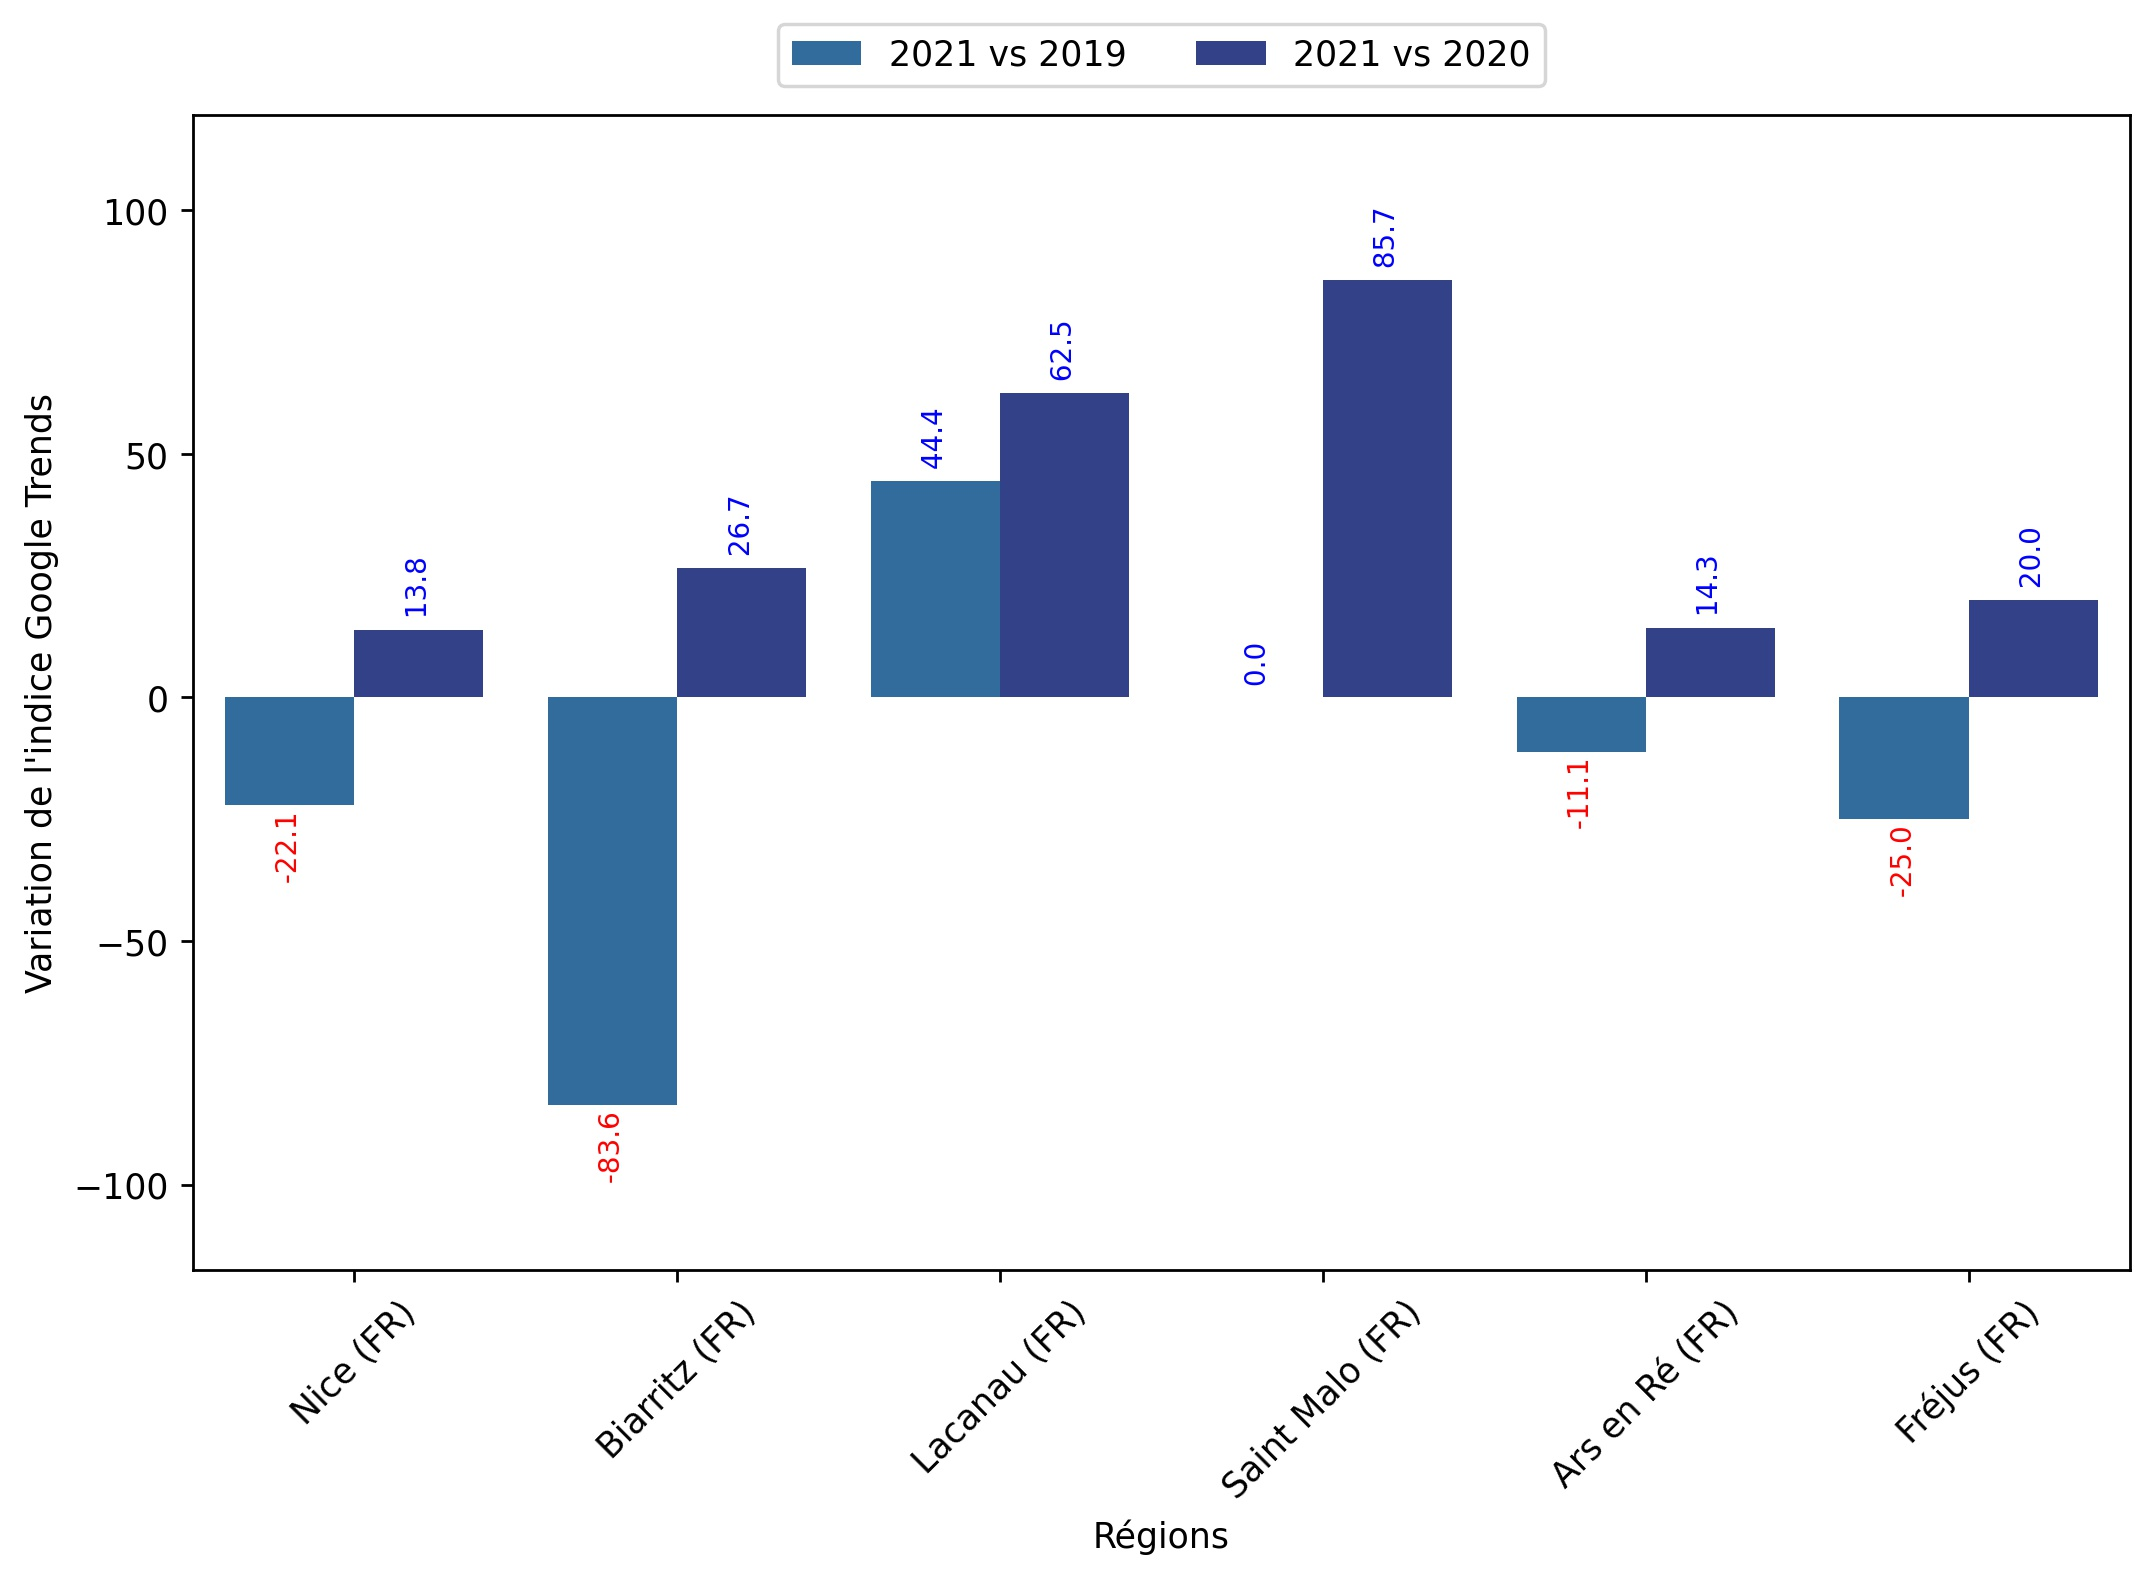 2021 vs 2019
2021 vs 2020
Variation de l'indice Google Trends
100
50
0
−50
−100
-22.1
13.8
-83.6
26.7
44.4
62.5
0.0
85.7
-11.1
14.3
-25.0
20.0
Nice (FR)
Biarritz (FR)
Lacanau (FR)
Saint Malo (FR)
Ars en Ré (FR)
Fréjus (FR)
Régions